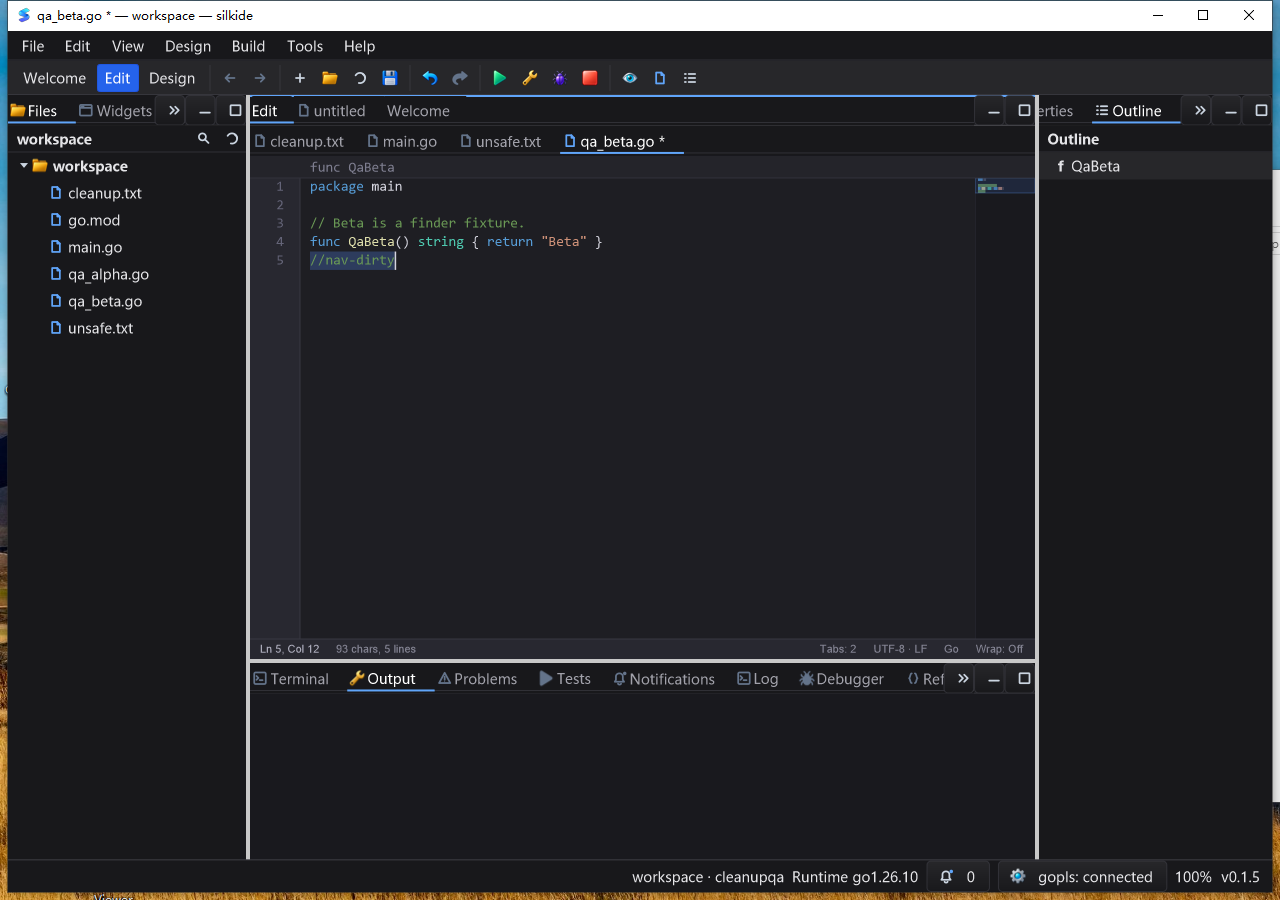 qa_beta.go * — workspace — silkide
File Edit View Design Build Tools Help
Welcome Edit Design
Files Widgets
Edit untitled Welcome
erties Outline
workspace
cleanup.txt main.go unsafe.txt qa_beta.go *
Outline
workspace
cleanup.txt
go.mod
main.go
qa_alpha.go
qa_beta.go
unsafe.txt
func QaBeta
1 package main
2
3 // Beta is a finder fixture.
4 func QaBeta() string { return "Beta" }
5 //nav-dirty
f QaBeta
Ln 5, Col 12 93 chars, 5 lines Tabs: 2 UTF-8 · LF Go Wrap: Off
Terminal Output Problems Tests Notifications Log Debugger Ref
workspace · cleanupqa Runtime go1.26.10 0 gopls: connected 100% v0.1.5